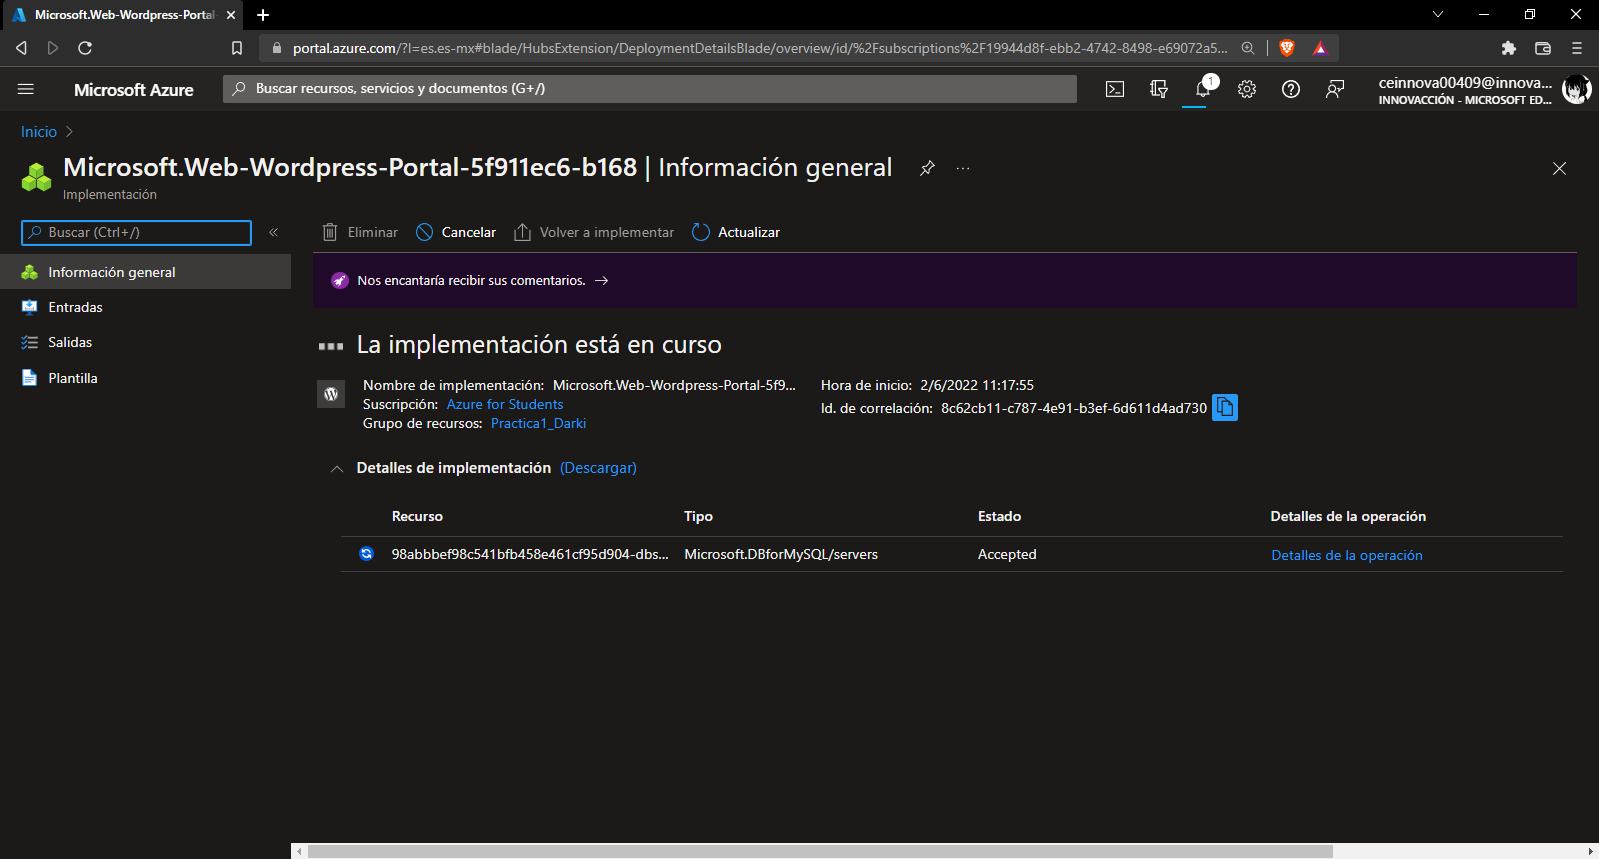 Microsoft.Web-Wordpress-Portal
portal.azure.com/?l=es.es-mx#blade/HubsExtension/DeploymentDetailsBlade/overview/id/%2Fsubscriptions%2F19944d8f-ebb2-4742-8498-e69072a5...
Microsoft Azure
Buscar recursos, servicios y documentos (G+/)
1
ceinnova00409@innova...
INNOVACCIÓN - MICROSOFT ED...
Inicio
Microsoft.Web-Wordpress-Portal-5f911ec6-b168 | Información general
...
Implementación
Buscar (Ctrl+/)
«
Eliminar
Cancelar
Volver a implementar
Actualizar
Información general
Entradas
Salidas
Plantilla
Nos encantaría recibir sus comentarios. →
La implementación está en curso
Nombre de implementación: Microsoft.Web-Wordpress-Portal-5f9...
Suscripción: Azure for Students
Grupo de recursos: Practica1_Darki
Hora de inicio: 2/6/2022 11:17:55
Id. de correlación: 8c62cb11-c787-4e91-b3ef-6d611d4ad730
Detalles de implementación (Descargar)
Recurso Tipo Estado Detalles de la operación
98abbbef98c541bfb458e461cf95d904-dbs... Microsoft.DBforMySQL/servers Accepted Detalles de la operación